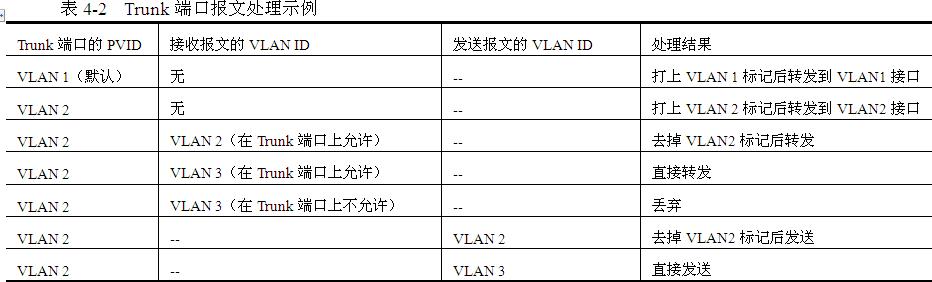 表 4-2 Trunk 端口报文处理示例
Trunk 端口的 PVID 接收报文的 VLAN ID 发送报文的 VLAN ID 处理结果
VLAN 1（默认） 无 -- 打上 VLAN 1 标记后转发到 VLAN1 接口
VLAN 2 无 -- 打上 VLAN 2 标记后转发到 VLAN2 接口
VLAN 2 VLAN 2（在 Trunk 端口上允许） -- 去掉 VLAN2 标记后转发
VLAN 2 VLAN 3（在 Trunk 端口上允许） -- 直接转发
VLAN 2 VLAN 3（在 Trunk 端口上不允许） -- 丢弃
VLAN 2 -- VLAN 2 去掉 VLAN2 标记后发送
VLAN 2 -- VLAN 3 直接发送